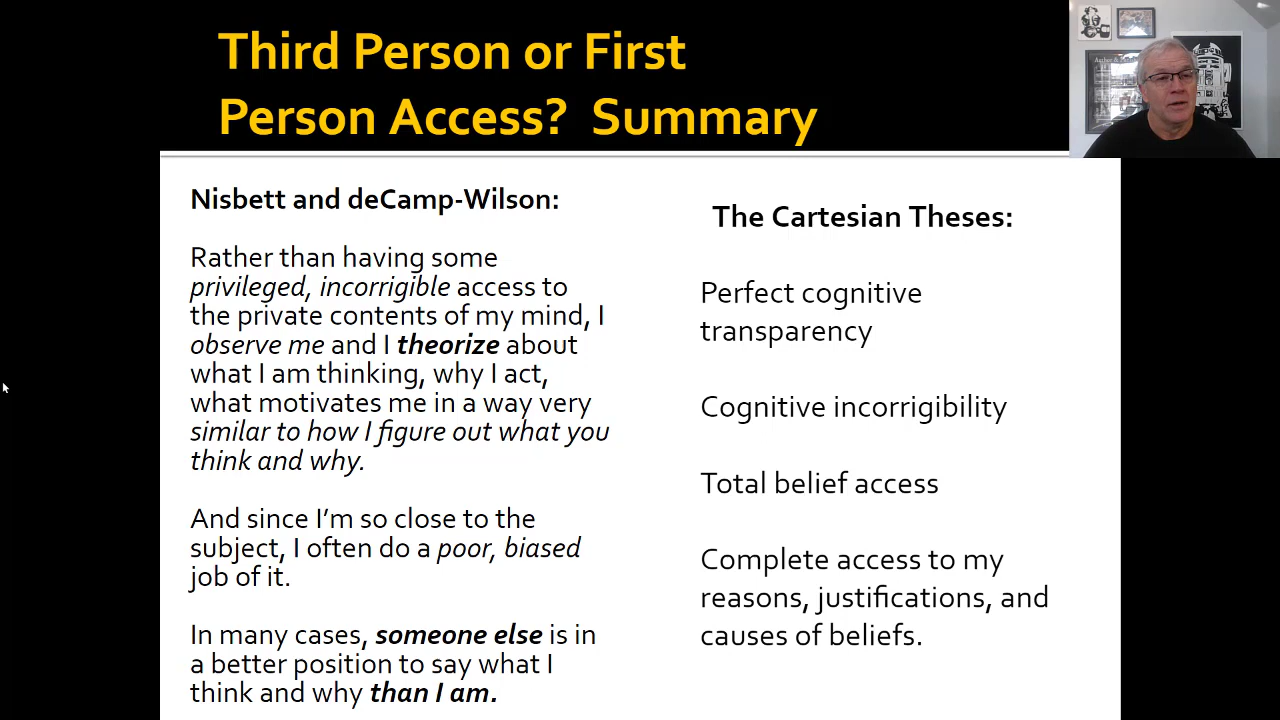 Third Person or First
Person Access?  Summary
Nisbett and deCamp-Wilson:
Rather than having some
privileged, incorrigible access to
the private contents of my mind, I
observe me and I theorize about
what I am thinking, why I act,
what motivates me in a way very
similar to how I figure out what you
think and why.
And since I’m so close to the
subject, I often do a poor, biased
job of it.
In many cases, someone else is in
a better position to say what I
think and why than I am.
The Cartesian Theses:
Perfect cognitive
transparency
Cognitive incorrigibility
Total belief access
Complete access to my
reasons, justifications, and
causes of beliefs.